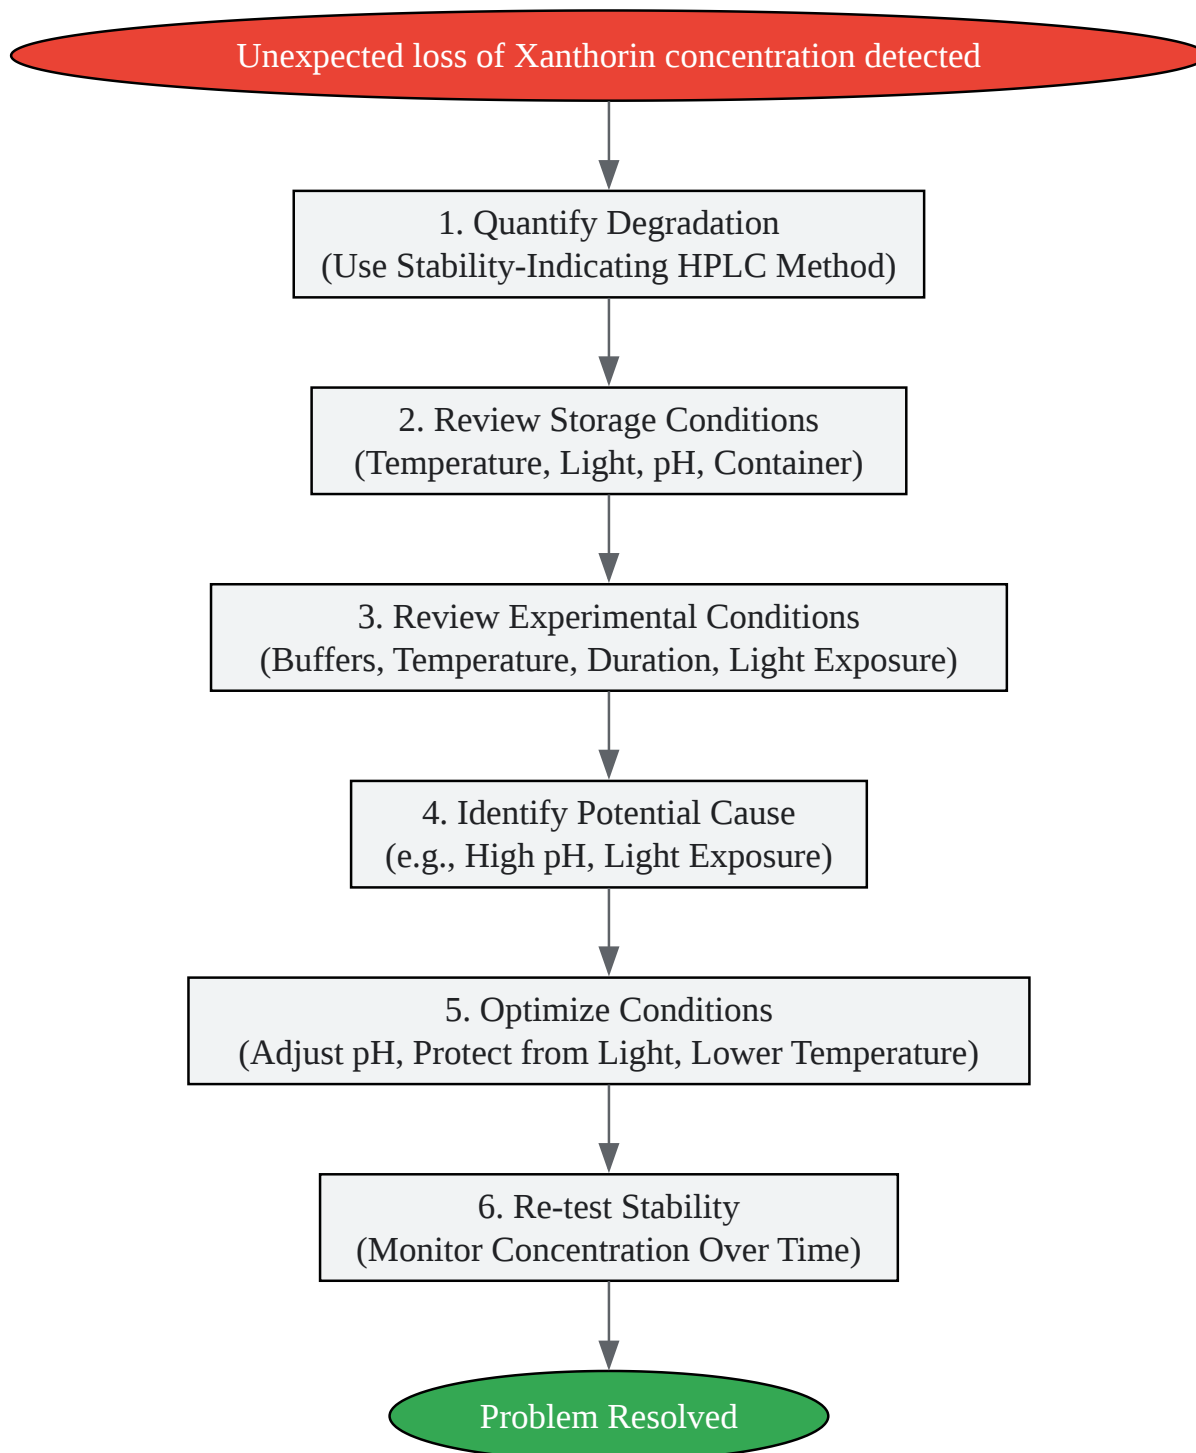 Unexpected loss of Xanthorin concentration detected
1. Quantify Degradation
(Use Stability-Indicating HPLC Method)
2. Review Storage Conditions
(Temperature, Light, pH, Container)
3. Review Experimental Conditions
(Buffers, Temperature, Duration, Light Exposure)
4. Identify Potential Cause
(e.g., High pH, Light Exposure)
5. Optimize Conditions
(Adjust pH, Protect from Light, Lower Temperature)
6. Re-test Stability
(Monitor Concentration Over Time)
Problem Resolved